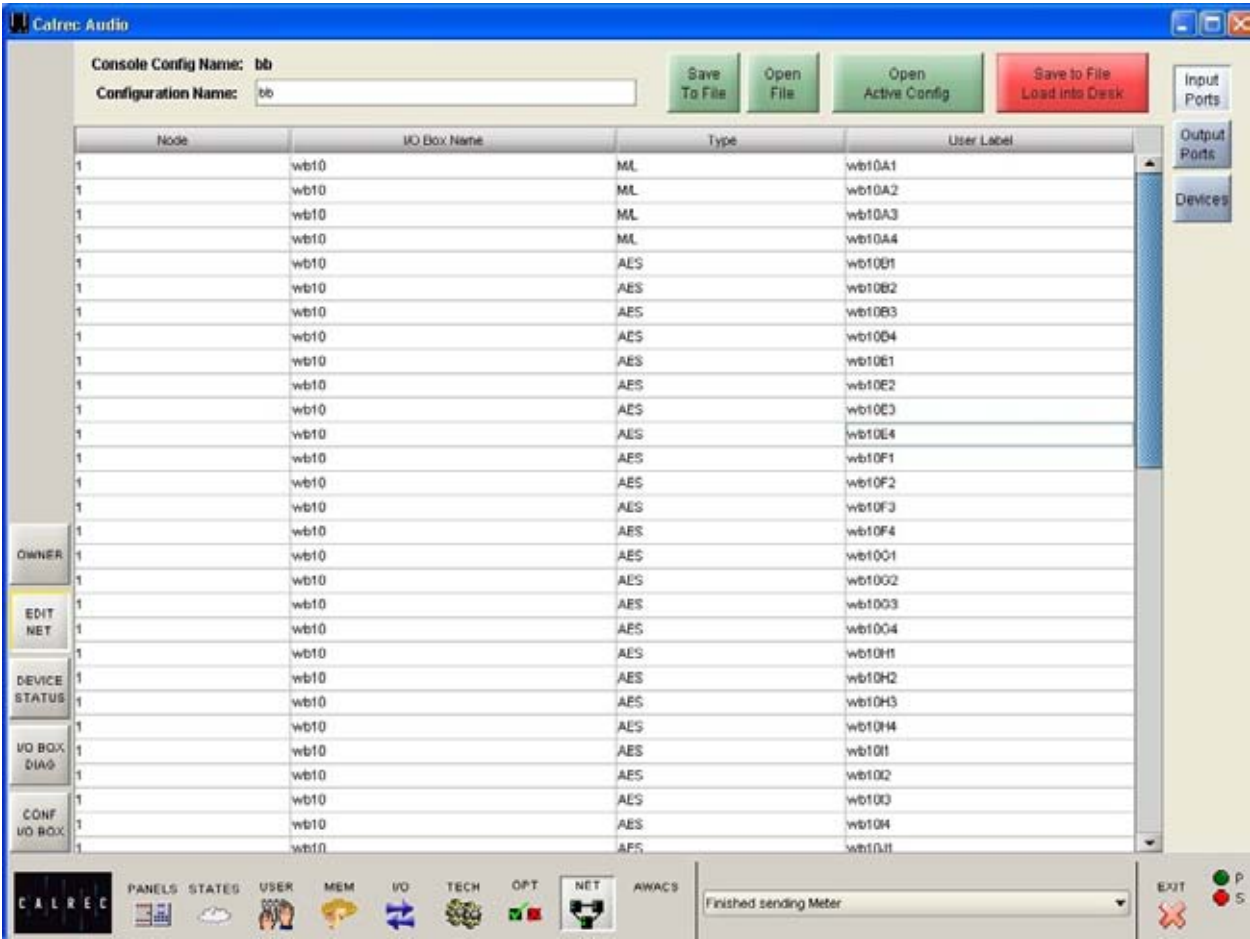 Calrec Audio
Console Config Name: bb
Configuration Name: bb
Save To File
Open File
Open Active Config
Save to File Load into Desk
Input Ports
Output Ports
Devices
Node I/O Box Name Type User Label
1 wb10 M/L wb10A1
1 wb10 M/L wb10A2
1 wb10 M/L wb10A3
1 wb10 M/L wb10A4
1 wb10 AES wb10B1
1 wb10 AES wb10B2
1 wb10 AES wb10B3
1 wb10 AES wb10B4
1 wb10 AES wb10E1
1 wb10 AES wb10E2
1 wb10 AES wb10E3
1 wb10 AES wb10E4
1 wb10 AES wb10F1
1 wb10 AES wb10F2
1 wb10 AES wb10F3
1 wb10 AES wb10F4
1 wb10 AES wb10G1
1 wb10 AES wb10G2
1 wb10 AES wb10G3
1 wb10 AES wb10G4
1 wb10 AES wb10H1
1 wb10 AES wb10H2
1 wb10 AES wb10H3
1 wb10 AES wb10H4
1 wb10 AES wb10I1
1 wb10 AES wb10I2
1 wb10 AES wb10I3
1 wb10 AES wb10I4
1 wb10 AES wb10J1
OWNER
EDIT NET
DEVICE STATUS
I/O BOX DIAG
CONF I/O BOX
CALREC
PANELS STATES USER MEM I/O TECH OPT NET AWACS
Finished sending Meter
EXIT
P
S